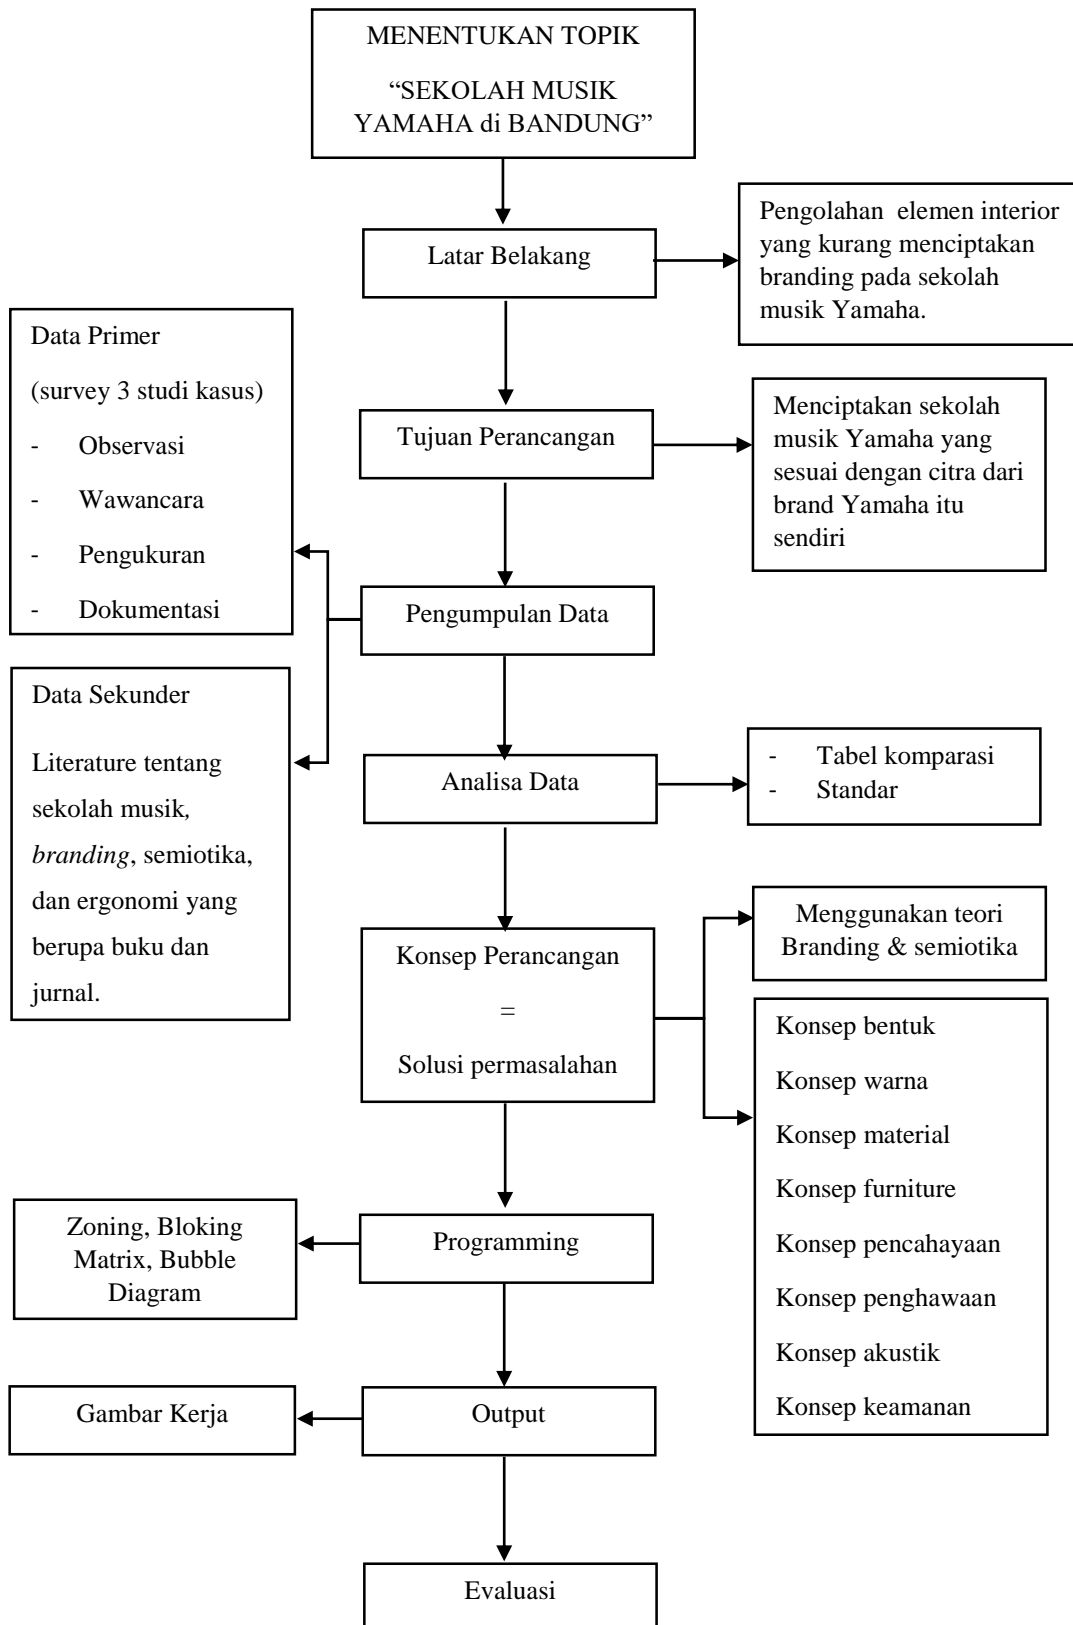 MENENTUKAN TOPIK
“SEKOLAH MUSIK
YAMAHA di BANDUNG”
Latar Belakang
Pengolahan elemen interior
yang kurang menciptakan
branding pada sekolah
musik Yamaha.
Tujuan Perancangan
Menciptakan sekolah
musik Yamaha yang
sesuai dengan citra dari
brand Yamaha itu
sendiri
Data Primer
(survey 3 studi kasus)
- Observasi
- Wawancara
- Pengukuran
- Dokumentasi
Pengumpulan Data
Data Sekunder
Literature tentang
sekolah musik,
branding, semiotika,
dan ergonomi yang
berupa buku dan
jurnal.
Analisa Data
- Tabel komparasi
- Standar
Konsep Perancangan
=
Solusi permasalahan
Menggunakan teori
Branding & semiotika
Konsep bentuk
Konsep warna
Konsep material
Konsep furniture
Konsep pencahayaan
Konsep penghawaan
Konsep akustik
Konsep keamanan
Programming
Zoning, Bloking
Matrix, Bubble
Diagram
Output
Gambar Kerja
Evaluasi